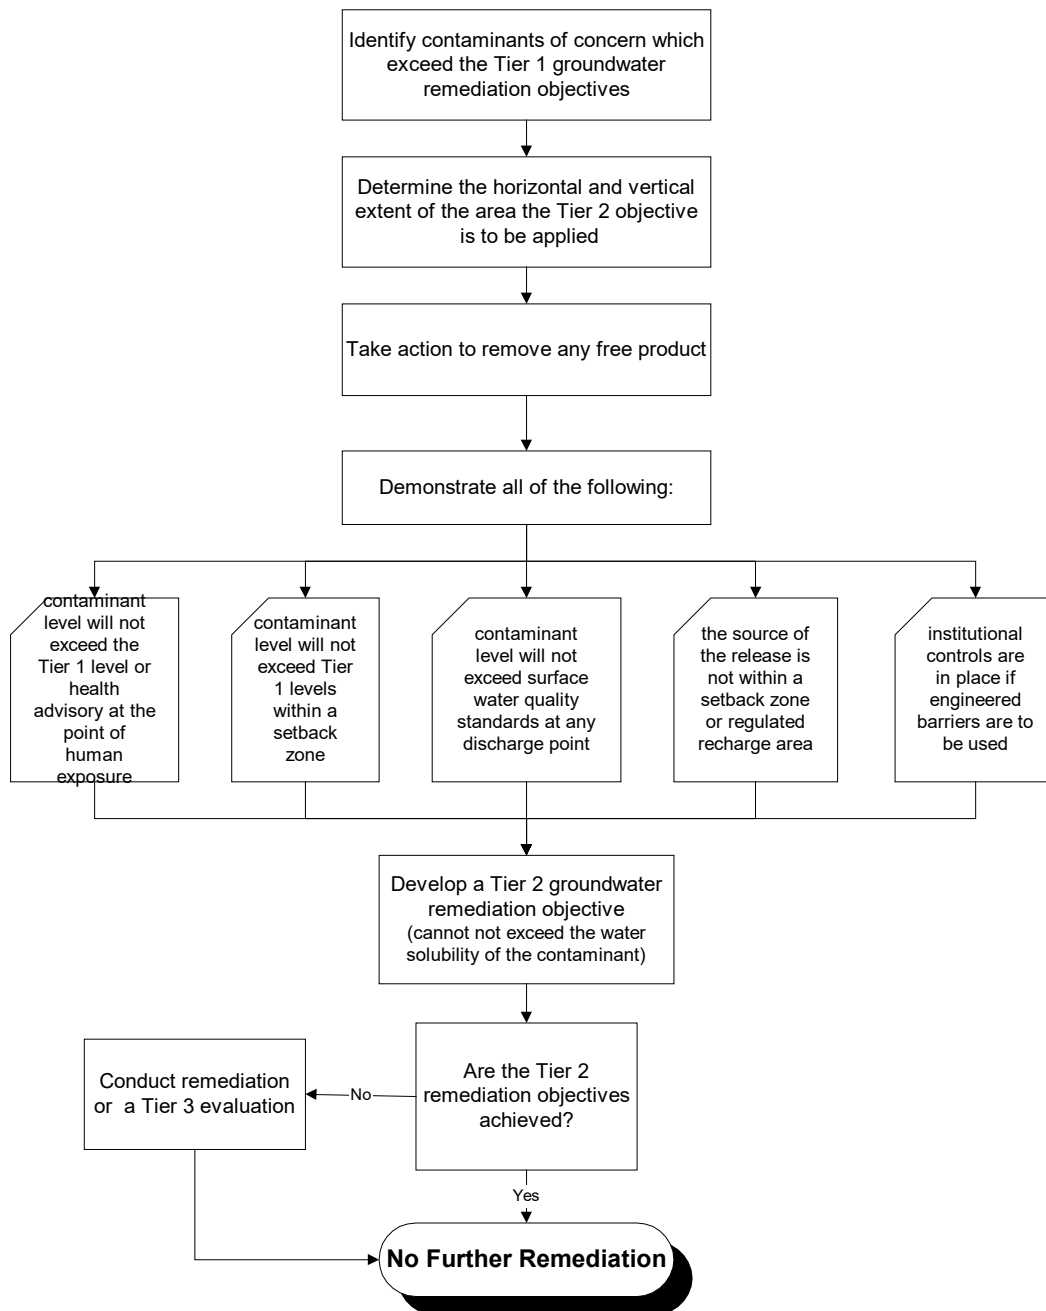 Identify contaminants of concern which
exceed the Tier 1 groundwater
remediation objectives
Determine the horizontal and vertical
extent of the area the Tier 2 objective
is to be applied
Take action to remove any free product
Demonstrate all of the following:
contaminant
level will not
exceed the
Tier 1 level or
health
advisory at the
point of
human
exposure
contaminant
level will not
exceed Tier
1 levels
within a
setback
zone
contaminant
level will not
exceed surface
water quality
standards at any
discharge point
the source of
the release is
not within a
setback zone
or regulated
recharge area
institutional
controls are
in place if
engineered
barriers are to
be used
Develop a Tier 2 groundwater
remediation objective
(cannot not exceed the water
solubility of the contaminant)
Are the Tier 2
remediation objectives
achieved?
No
Conduct remediation
or a Tier 3 evaluation
Yes
No Further Remediation